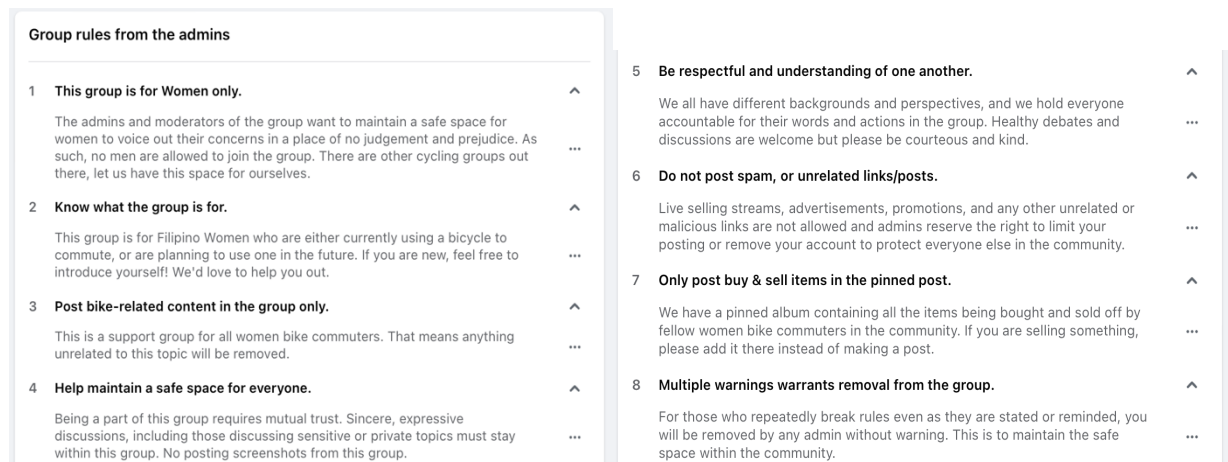 Group rules from the admins
1 This group is for Women only.
The admins and moderators of the group want to maintain a safe space for
women to voice out their concerns in a place of no judgement and prejudice. As
such, no men are allowed to join the group. There are other cycling groups out
there, let us have this space for ourselves.
2 Know what the group is for.
This group is for Filipino Women who are either currently using a bicycle to
commute, or are planning to use one in the future. If you are new, feel free to
introduce yourself! We'd love to help you out.
3 Post bike-related content in the group only.
This is a support group for all women bike commuters. That means anything
unrelated to this topic will be removed.
4 Help maintain a safe space for everyone.
Being a part of this group requires mutual trust. Sincere, expressive
discussions, including those discussing sensitive or private topics must stay
within this group. No posting screenshots from this group.
5 Be respectful and understanding of one another.
We all have different backgrounds and perspectives, and we hold everyone
accountable for their words and actions in the group. Healthy debates and
discussions are welcome but please be courteous and kind.
6 Do not post spam, or unrelated links/posts.
Live selling streams, advertisements, promotions, and any other unrelated or
malicious links are not allowed and admins reserve the right to limit your
posting or remove your account to protect everyone else in the community.
7 Only post buy & sell items in the pinned post.
We have a pinned album containing all the items being bought and sold off by
fellow women bike commuters in the community. If you are selling something,
please add it there instead of making a post.
8 Multiple warnings warrants removal from the group.
For those who repeatedly break rules even as they are stated or reminded, you
will be removed by any admin without warning. This is to maintain the safe
space within the community.